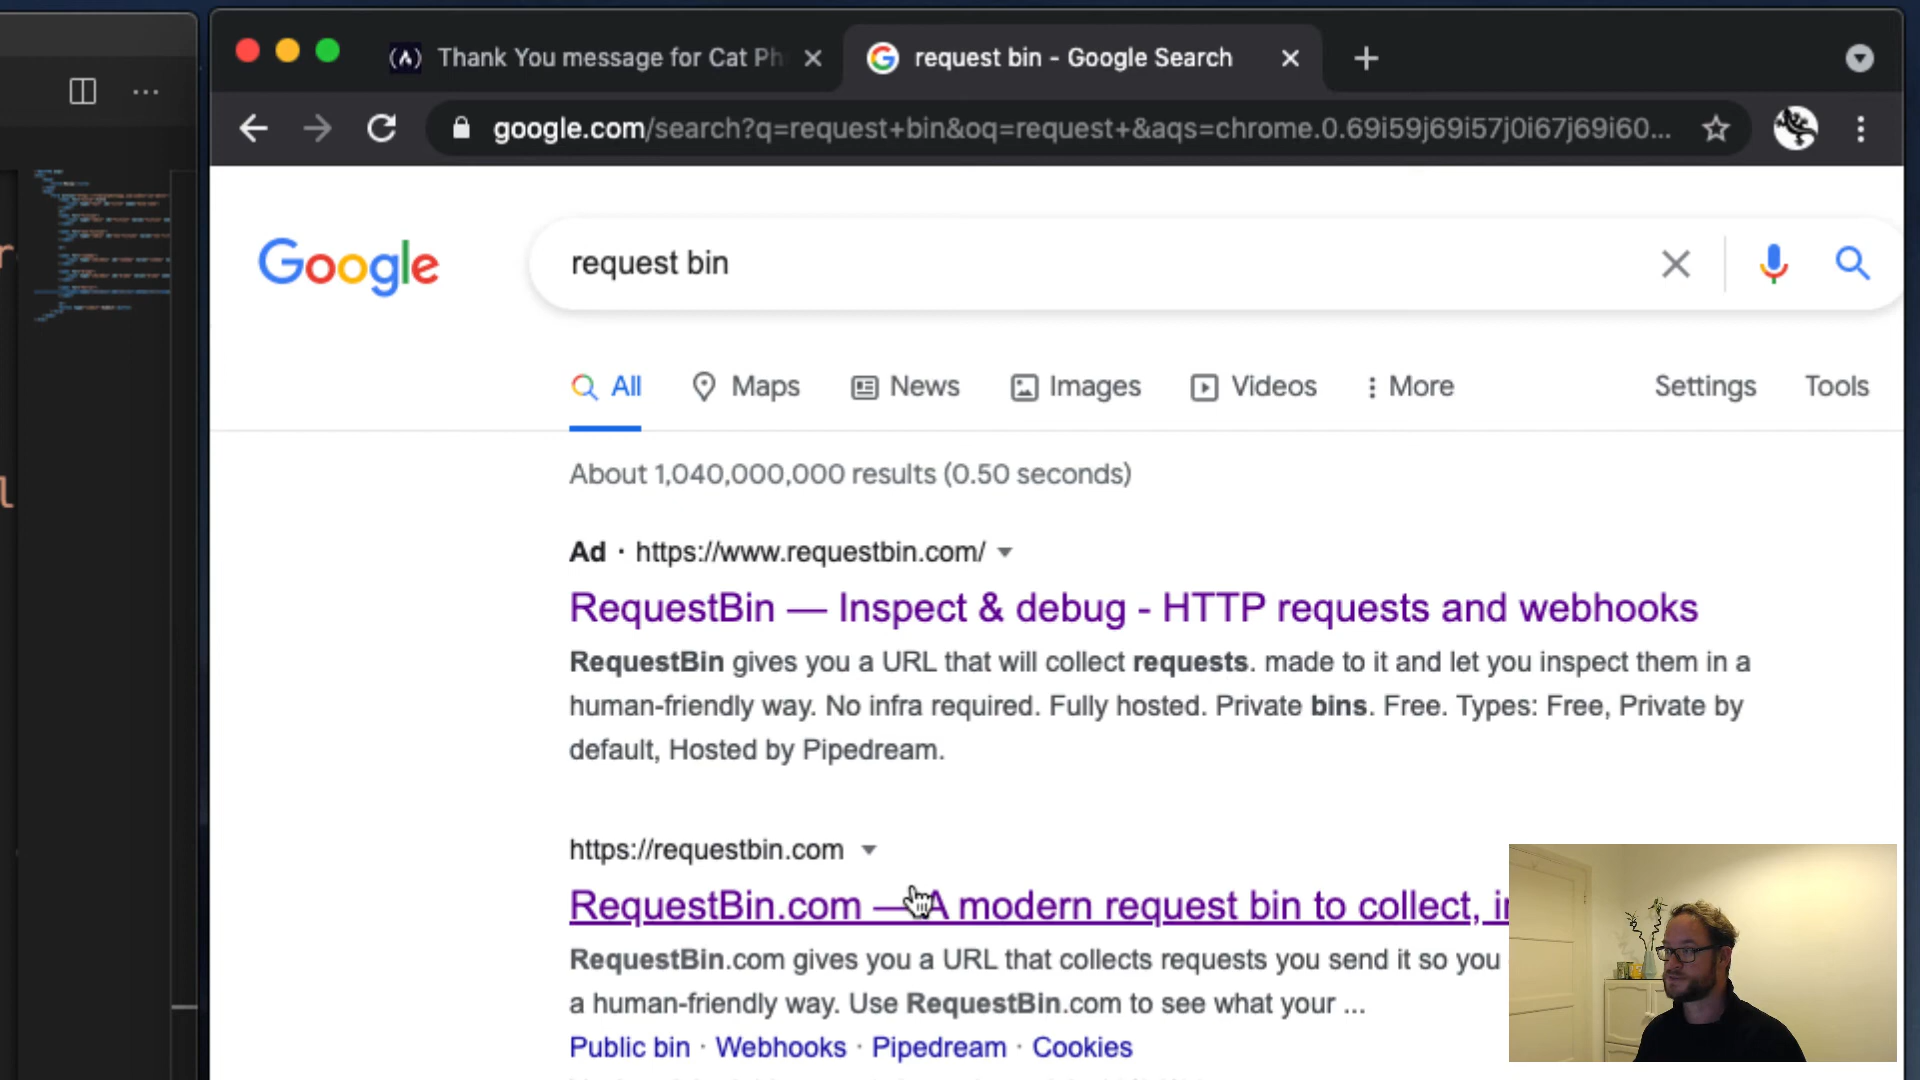 Thank You message for Cat Ph
request bin - Google Search
google.com/search?q=request+bin&oq=request+&aqs=chrome.0.69i59j69i57j0i67j69i60...
Google
request bin
All
Maps
News
Images
Videos
More
Settings
Tools
About 1,040,000,000 results (0.50 seconds)
Ad · https://www.requestbin.com/
RequestBin — Inspect & debug - HTTP requests and webhooks
RequestBin gives you a URL that will collect requests. made to it and let you inspect them in a
human-friendly way. No infra required. Fully hosted. Private bins. Free. Types: Free, Private by
default, Hosted by Pipedream.
https://requestbin.com
RequestBin.com — A modern request bin to collect,
RequestBin.com gives you a URL that collects requests you send it so you
a human-friendly way. Use RequestBin.com to see what your ...
Public bin · Webhooks · Pipedream · Cookies